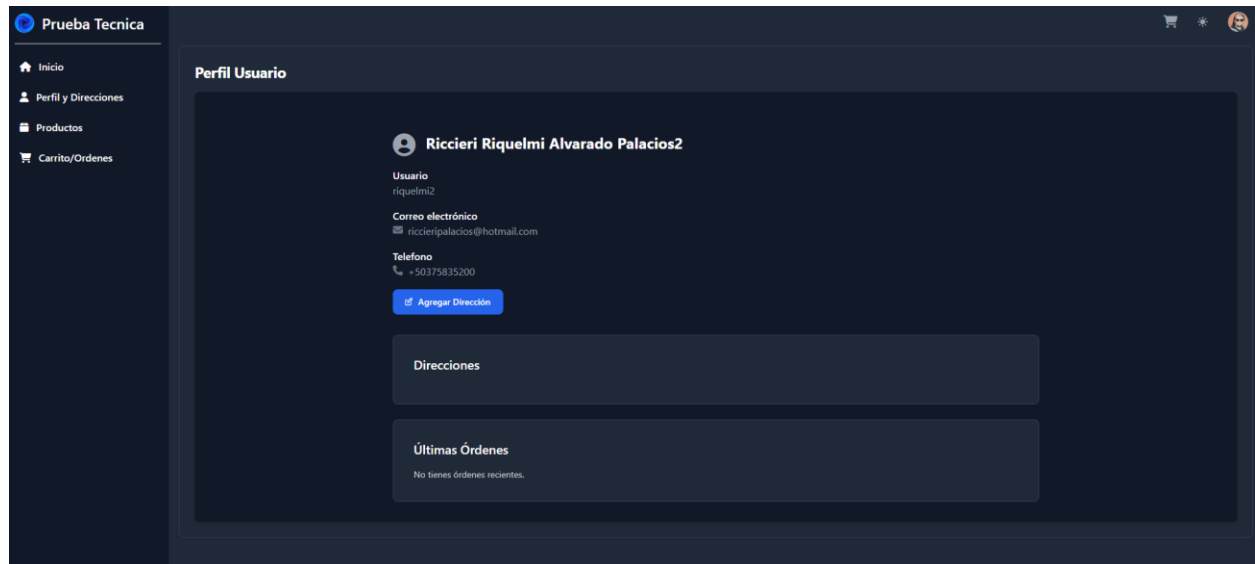 Prueba Tecnica
Inicio
Perfil y Direcciones
Productos
Carrito/Ordenes
Perfil Usuario
Riccieri Riquelmi Alvarado Palacios2
Usuario
riquelmi2
Correo electrónico
riccieripalacios@hotmail.com
Telefono
+50375835200
Agregar Dirección
Direcciones
Últimas Órdenes
No tienes órdenes recientes.